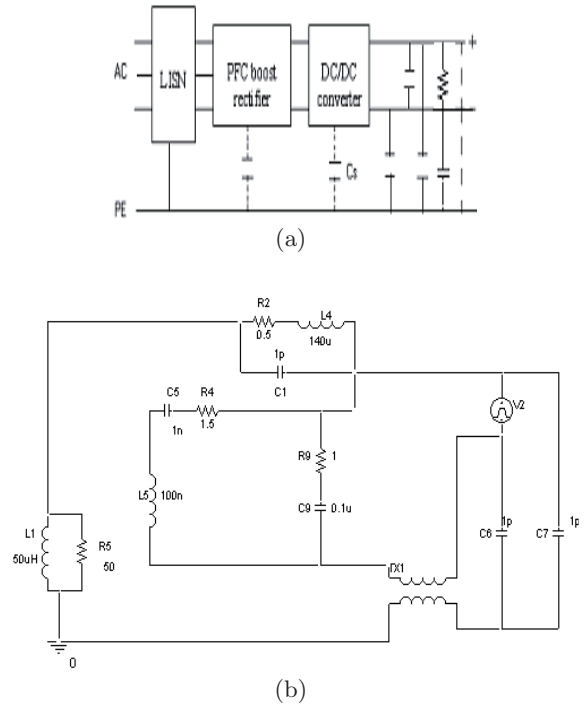 AC
LISN
PFC boost
rectifier
DC/DC
converter
+
+
Cs
PE
(a)
R2
0.5
L4
140u
1p
C1
C5
1n
R4
1.5
V2
R9
1
L5
100n
C9
0.1u
1p
C6
1p
C7
L1
50uH
R5
50
TX1
0
(b)